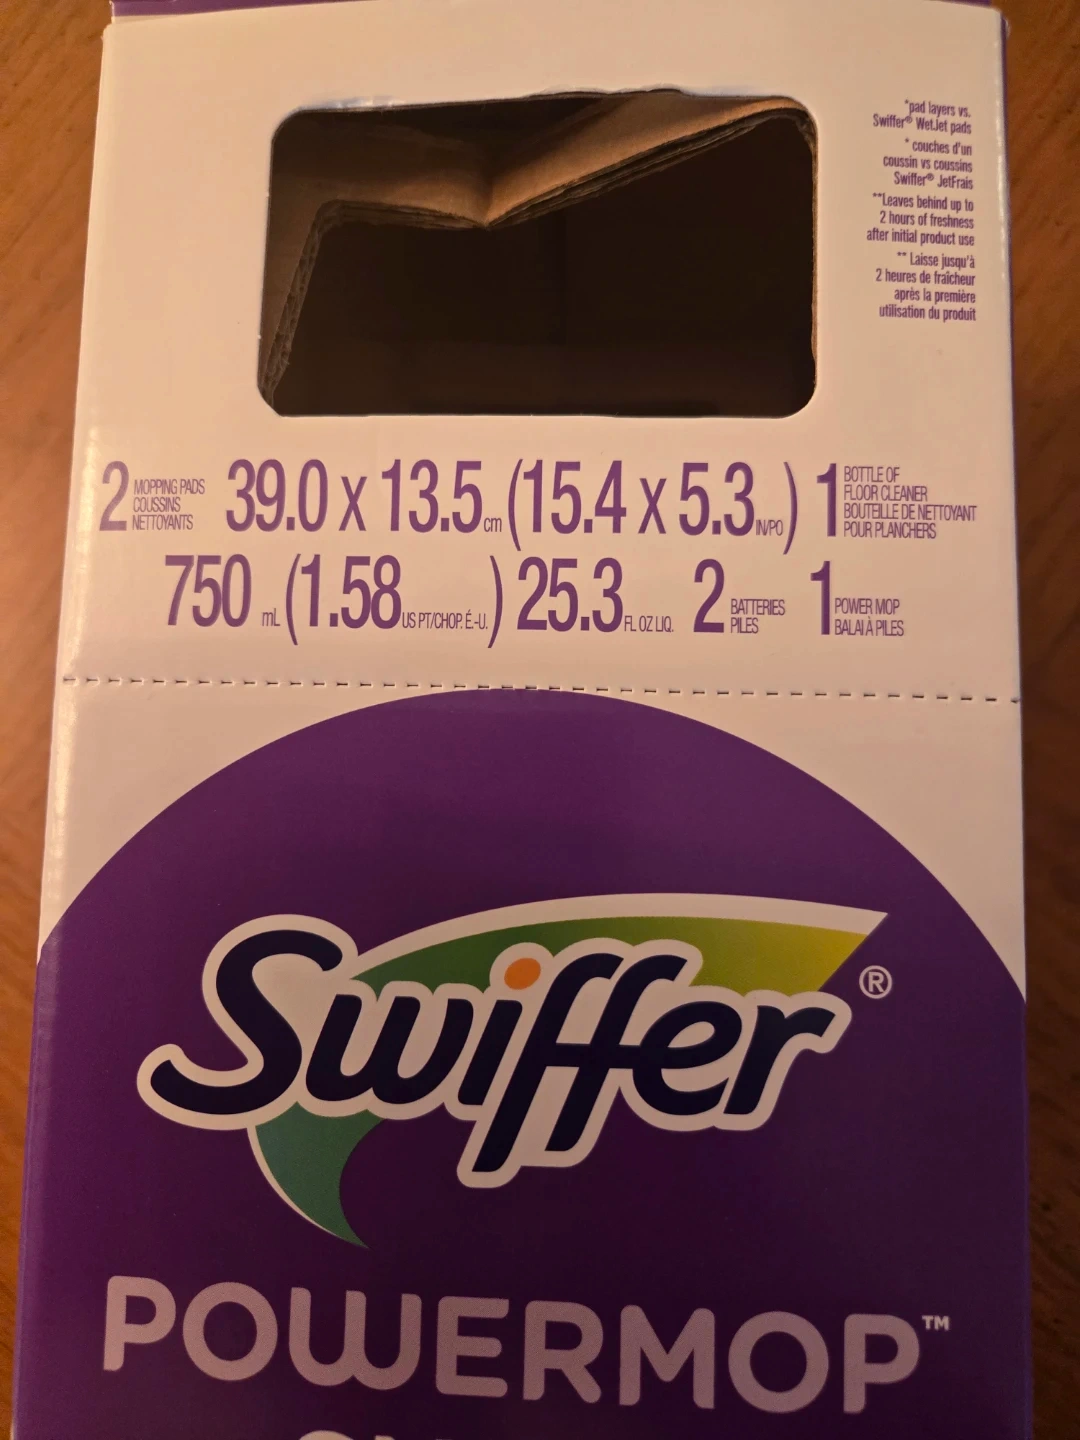 *pad layers vs.
Swiffer® WetJet pads
* couches d'un
coussin vs coussins
Swiffer® JetFrais
**Leaves behind up to
2 hours of freshness
after initial product use
** Laisse jusqu'à
2 heures de fraîcheur
après la première
utilisation du produit
2 MOPPING PADS
COUSSINS
NETTOYANTS
39.0 x 13.5 cm (15.4 x 5.3 IN/PO)
1 BOTTLE OF
FLOOR CLEANER
BOUTEILLE DE NETTOYANT
POUR PLANCHERS
750 mL (1.58 US PT/CHOP. É.-U.) 25.3 FL OZ LIQ.
2 BATTERIES
PILES
1 POWER MOP
BALAI À PILES
Swiffer®
POWERMOP™